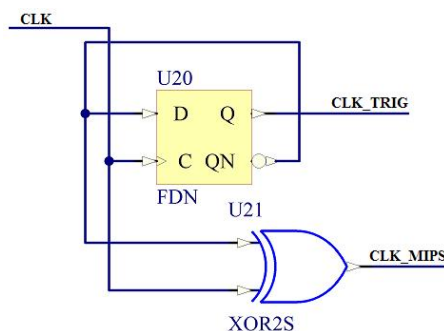 CLK
U20
D Q CLK_TRIG
C QN
FDN
U21
CLK_MIPS
XOR2S